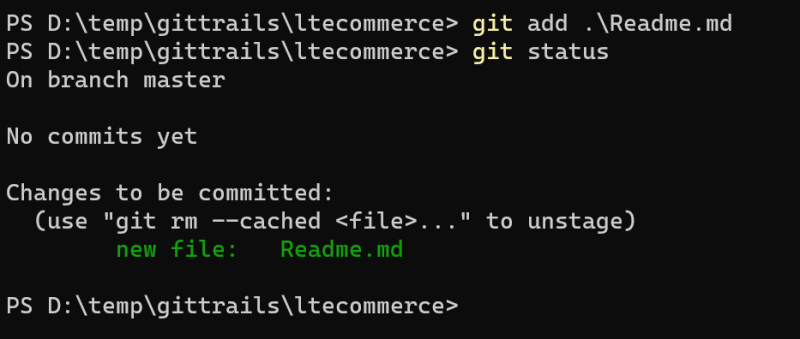 PS D:\temp\gittrails\ltecommerce> git add .\Readme.md
PS D:\temp\gittrails\ltecommerce> git status
On branch master
No commits yet
Changes to be committed:
  (use "git rm --cached <file>..." to unstage)
        new file:   Readme.md
PS D:\temp\gittrails\ltecommerce>